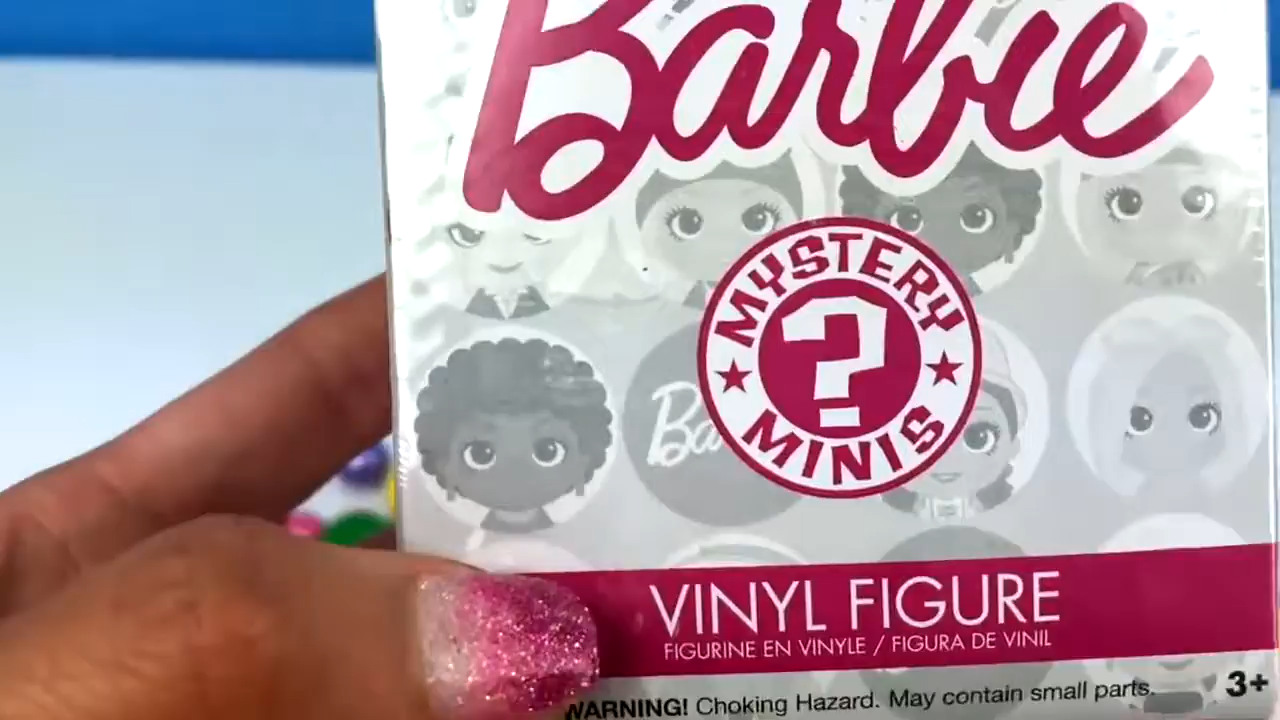 Barbie
MYSTERY
?
MINIS
Ba
VINYL FIGURE
FIGURINE EN VINYLE / FIGURA DE VINIL
WARNING! Choking Hazard. May contain small parts.
3+